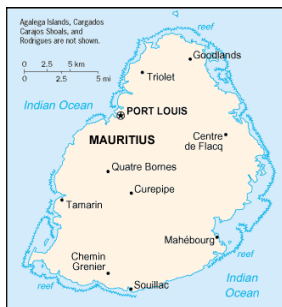 Agalega Islands, Cargados
Carajos Shoals, and
Rodrigues are not shown.
reef
Goodlands
0 2.5 5 km
0 2.5 5 mi
Triolet
Indian Ocean
PORT LOUIS
MAURITIUS
Centre
de Flacq
Quatre Bornes
Curepipe
Tamarin
Mahébourg
reef
Chemin
Grenier
Souillac
reef
Indian
Ocean